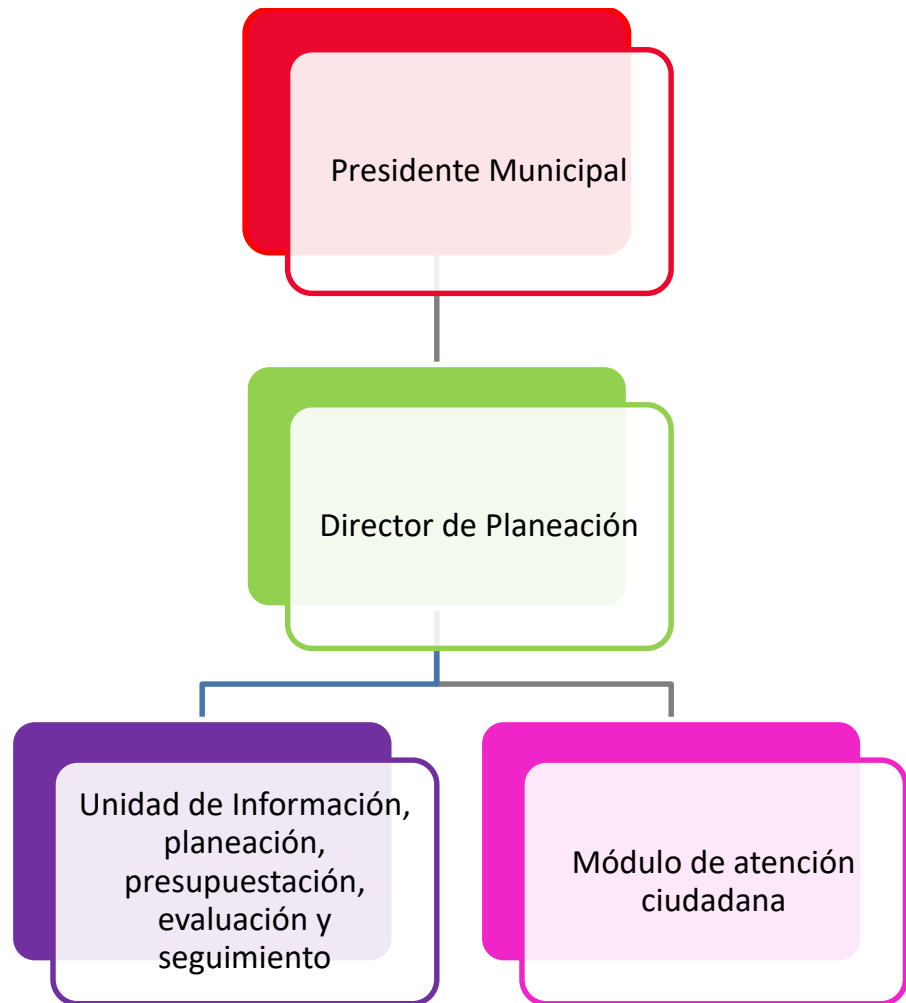 Presidente Municipal
Director de Planeación
Unidad de Información,
planeación,
presupuestación,
evaluación y
seguimiento
Módulo de atención
ciudadana